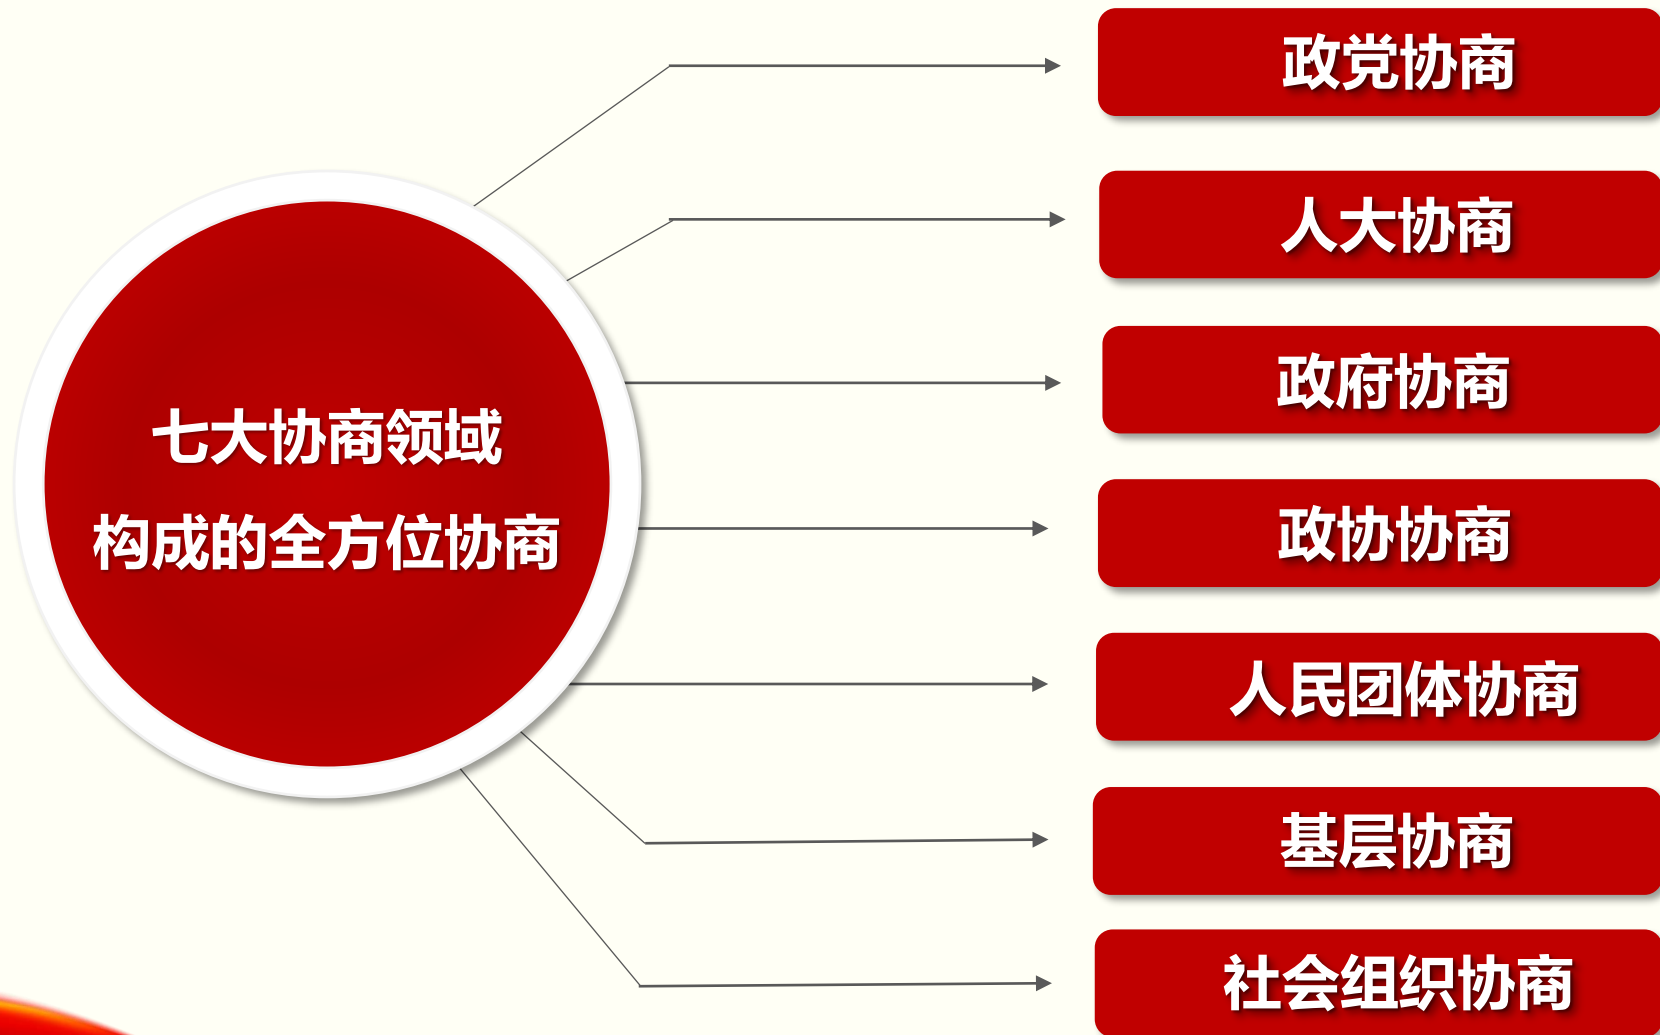 七大协商领域
构成的全方位协商
政党协商
人大协商
政府协商
政协协商
人民团体协商
基层协商
社会组织协商